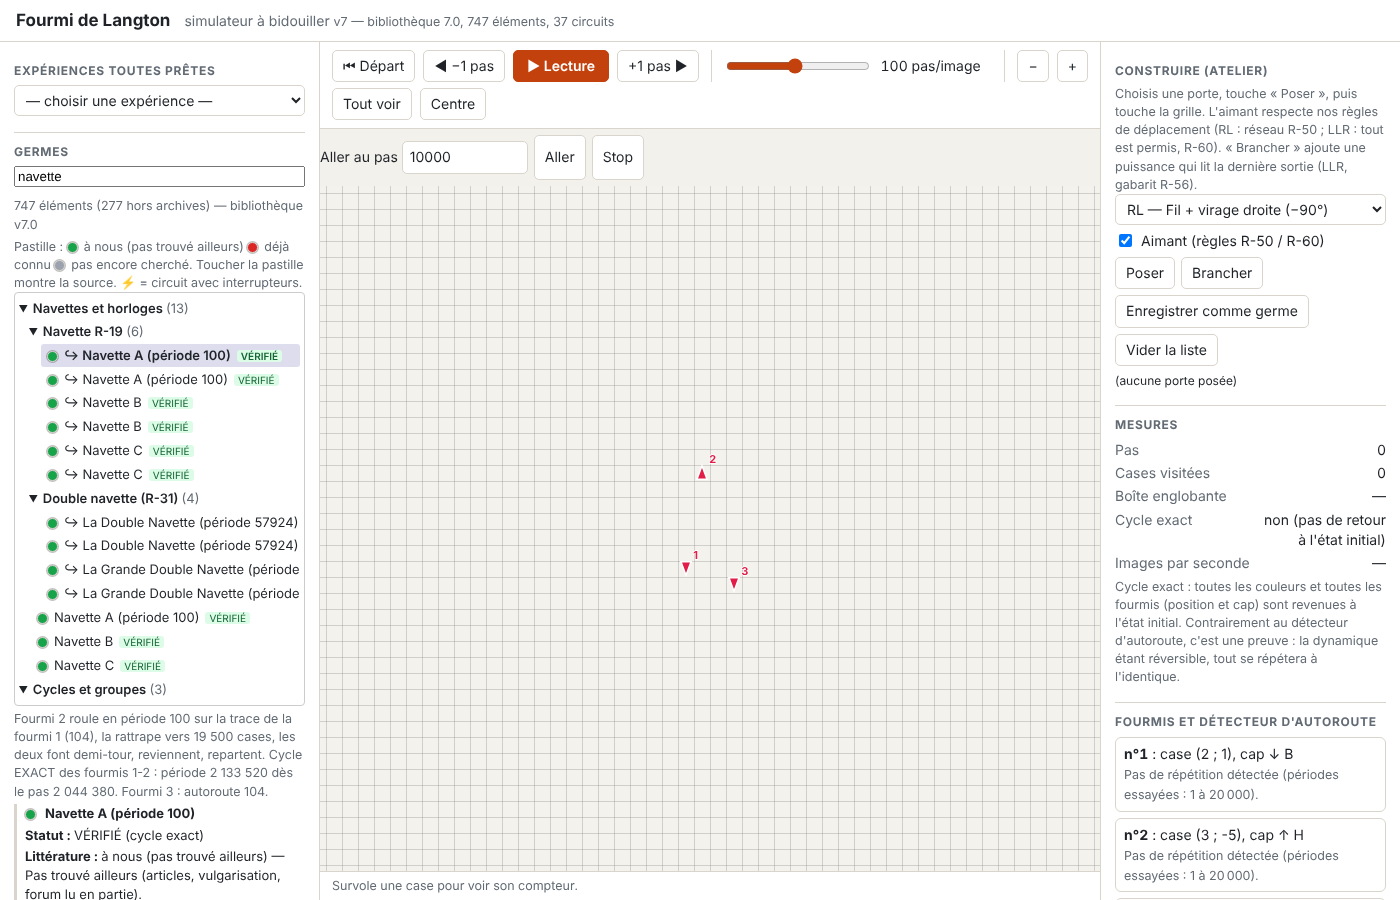 Fourmi de Langton simulateur à bidouiller v7 — bibliothèque 7.0, 747 éléments, 37 circuits
EXPÉRIENCES TOUTES PRÊTES
— choisir une expérience —
GERMES
navette
747 éléments (277 hors archives) — bibliothèque
v7.0
Pastille : à nous (pas trouvé ailleurs) déjà
connu pas encore cherché. Toucher la pastille
montre la source. ⚡ = circuit avec interrupteurs.
▼ Navettes et horloges (13)
▼ Navette R-19 (6)
↪ Navette A (période 100) VÉRIFIÉ
↪ Navette A (période 100) VÉRIFIÉ
↪ Navette B VÉRIFIÉ
↪ Navette B VÉRIFIÉ
↪ Navette C VÉRIFIÉ
↪ Navette C VÉRIFIÉ
▼ Double navette (R-31) (4)
↪ La Double Navette (période 57924)
↪ La Double Navette (période 57924)
↪ La Grande Double Navette (période
↪ La Grande Double Navette (période
Navette A (période 100) VÉRIFIÉ
Navette B VÉRIFIÉ
Navette C VÉRIFIÉ
▼ Cycles et groupes (3)
Fourmi 2 roule en période 100 sur la trace de la
fourmi 1 (104), la rattrape vers 19 500 cases, les
deux font demi-tour, reviennent, repartent. Cycle
EXACT des fourmis 1-2 : période 2 133 520 dès
le pas 2 044 380. Fourmi 3 : autoroute 104.
Navette A (période 100)
Statut : VÉRIFIÉ (cycle exact)
Littérature : à nous (pas trouvé ailleurs) —
Pas trouvé ailleurs (articles, vulgarisation,
forum lu en partie).
⏮ Départ ◀ −1 pas ▶ Lecture +1 pas ▶ 100 pas/image − +
Tout voir Centre
Aller au pas 10000 Aller Stop
2
1
3
Survole une case pour voir son compteur.
CONSTRUIRE (ATELIER)
Choisis une porte, touche « Poser », puis
touche la grille. L'aimant respecte nos règles
de déplacement (RL : réseau R-50 ; LLR : tout
est permis, R-60). « Brancher » ajoute une
puissance qui lit la dernière sortie (LLR,
gabarit R-56).
RL — Fil + virage droite (−90°)
Aimant (règles R-50 / R-60)
Poser Brancher
Enregistrer comme germe
Vider la liste
(aucune porte posée)
MESURES
Pas 0
Cases visitées 0
Boîte englobante —
Cycle exact non (pas de retour
à l'état initial)
Images par seconde —
Cycle exact : toutes les couleurs et toutes les
fourmis (position et cap) sont revenues à
l'état initial. Contrairement au détecteur
d'autoroute, c'est une preuve : la dynamique
étant réversible, tout se répétera à
l'identique.
FOURMIS ET DÉTECTEUR D'AUTOROUTE
n°1 : case (2 ; 1), cap ↓ B
Pas de répétition détectée (périodes
essayées : 1 à 20 000).
n°2 : case (3 ; -5), cap ↑ H
Pas de répétition détectée (périodes
essayées : 1 à 20 000).